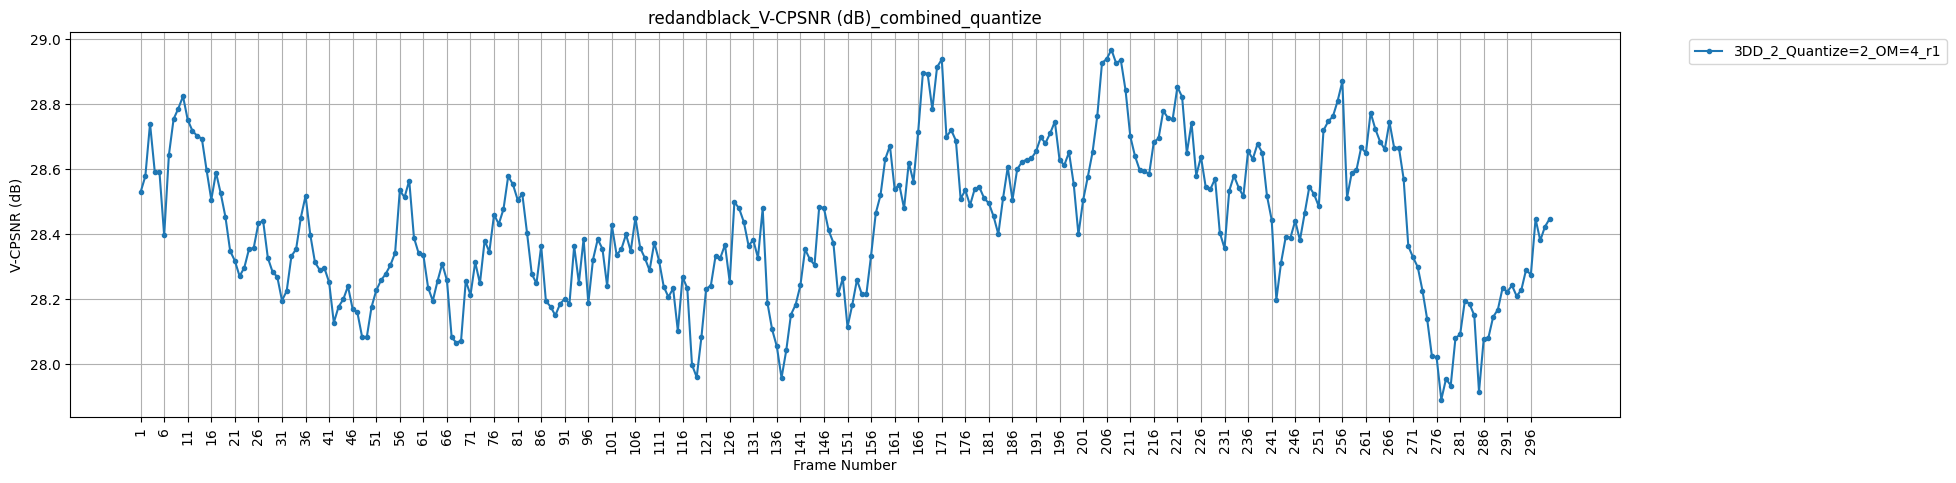 redandblack_V-CPSNR (dB)_combined_quantize
3DD_2_Quantize=2_OM=4_r1
V-CPSNR (dB)
29.0
28.8
28.6
28.4
28.2
28.0
1 6 11 16 21 26 31 36 41 46 51 56 61 66 71 76 81 86 91 96 101 106 111 116 121 126 131 136 141 146 151 156 161 166 171 176 181 186 191 196 201 206 211 216 221 226 231 236 241 246 251 256 261 266 271 276 281 286 291 296
Frame Number